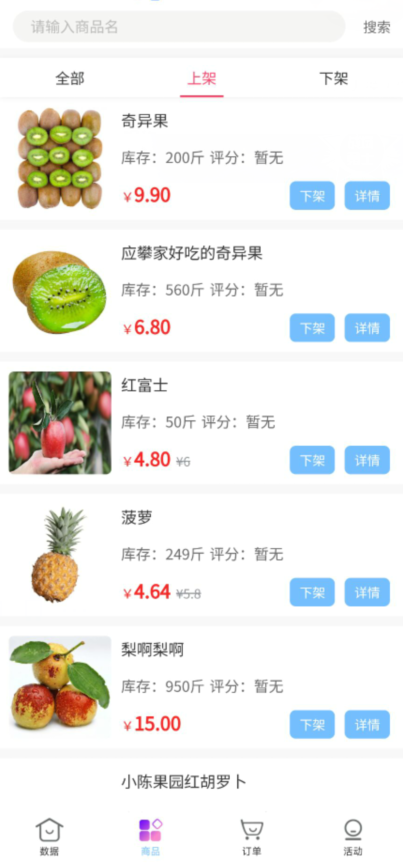 请输入商品名 搜索
全部 上架 下架
奇异果
库存：200斤 评分：暂无
￥9.90 下架 详情
应攀家好吃的奇异果
库存：560斤 评分：暂无
￥6.80 下架 详情
红富士
库存：50斤 评分：暂无
￥4.80 ¥6 下架 详情
菠萝
库存：249斤 评分：暂无
￥4.64 ¥5.8 下架 详情
梨啊梨啊
库存：950斤 评分：暂无
￥15.00 下架 详情
小陈果园红胡罗卜
数据 商品 订单 活动